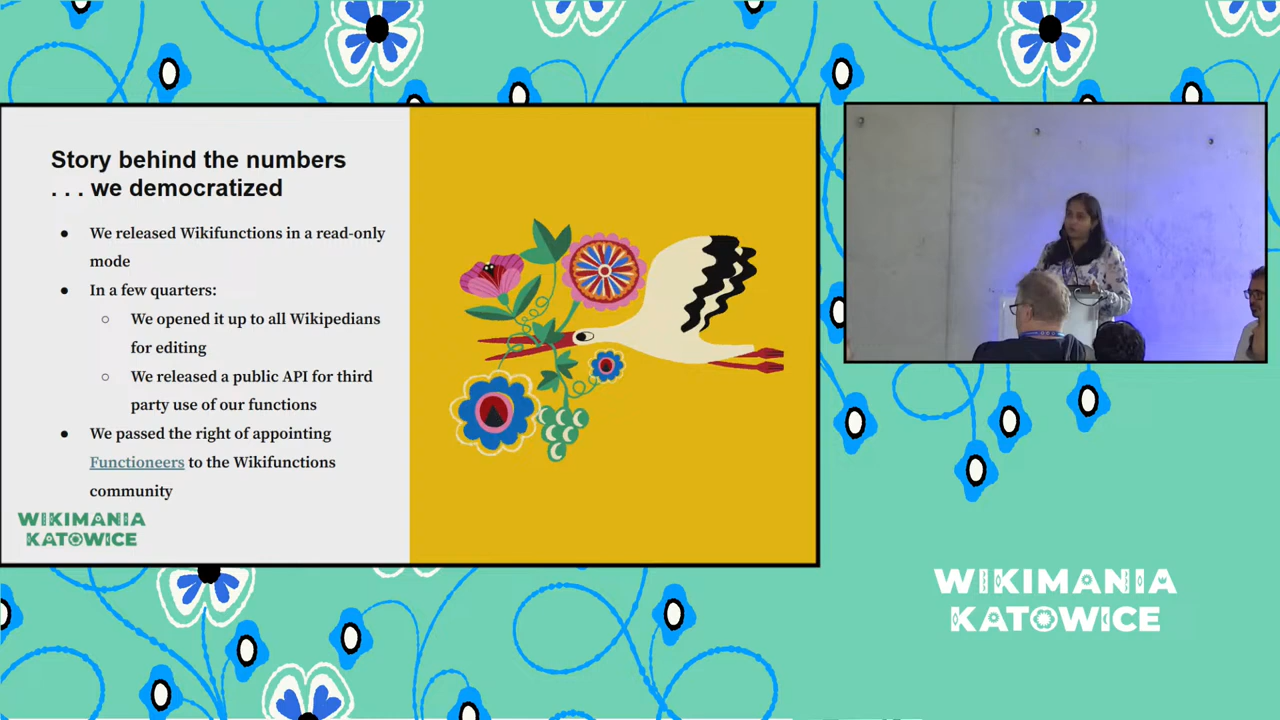 Story behind the numbers
. . . we democratized
● We released Wikifunctions in a read-only
mode
● In a few quarters:
○ We opened it up to all Wikipedians
for editing
○ We released a public API for third
party use of our functions
● We passed the right of appointing
Functioneers to the Wikifunctions
community
WIKIMANIA
KATOWICE
WIKIMANIA
KATOWICE